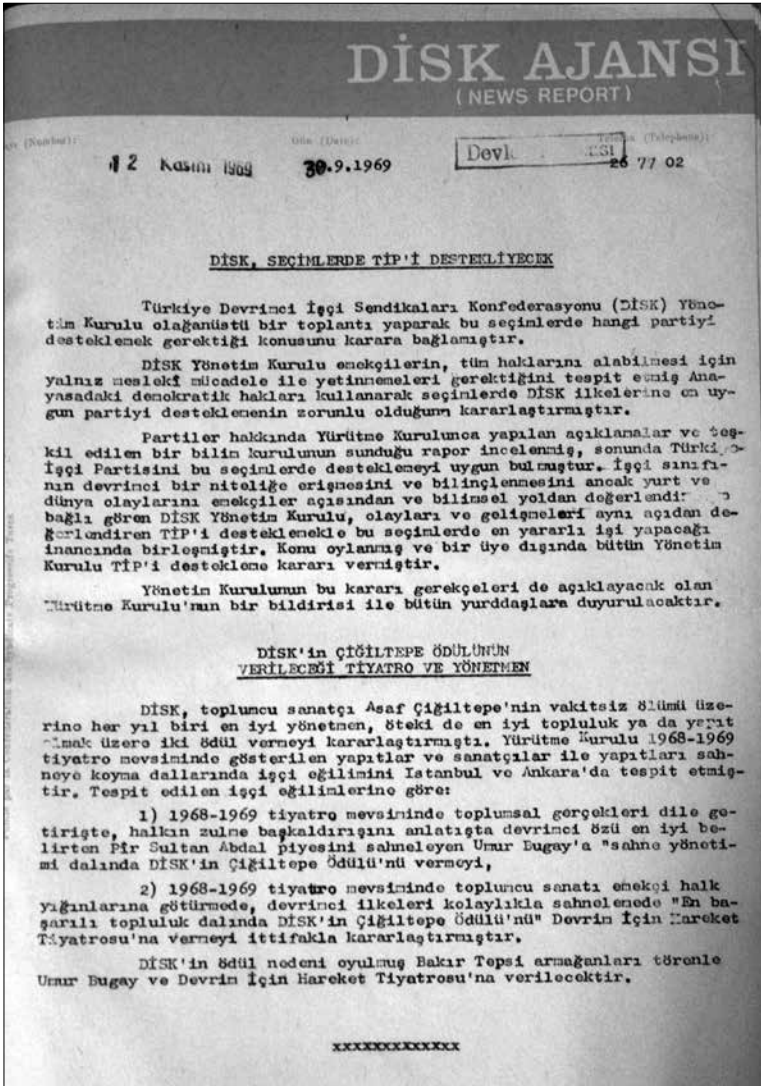 DİSK AJANSI
(NEWS REPORT)
(Number):
Gün (Date):
(Telephone):
12 Kasım 1969
30.9.1969
Devl
26 77 02
DİSK, SEÇİMLERDE TİP'İ DESTEKLİYECEK
Türkiye Devrimci İşçi Sendikaları Konfederasyonu (DİSK) Yöne-
tim Kurulu olağanüstü bir toplantı yaparak bu seçimlerde hangi partiyi
desteklemek gerektiği konusunu karara bağlamıştır.
DİSK Yönetim Kurulu emekçilerin, tüm haklarını alabilmesi için
yalnız mesleki mücadele ile yetinmemeleri gerektiğini tespit etmiş Ana-
yasadaki demokratik hakları kullanarak seçimlerde DİSK ilkelerine en uy-
gun partiyi desteklemenin zorunlu olduğunu kararlaştırmıştır.
Partiler hakkında Yürütme Kurulunca yapılan açıklamalar ve teş-
kil edilen bir bilim kurulunun sunduğu rapor incelenmiş, sonunda Türkiye
İşçi Partisini bu seçimlerde desteklemeyi uygun bulmuştur. İşçi sınıfı-
nın devrimci bir niteliğe erişmesini ve bilinçlenmesini ancak yurt ve
dünya olaylarını emekçiler açısından ve bilimsel yoldan
bağlı gören DİSK Yönetim Kurulu, olayları ve gelişmeleri aynı açıdan de-
ğerlendiren TİP'i desteklemekle bu seçimlerde en yararlı işi yapacağı
inancında birleşmiştir. Konu oylanmış ve bir üye dışında bütün Yönetim
Kurulu TİP'i destekleme kararı vermiştir.
Yönetim Kurulunun bu kararı gerekçeleri de açıklayacak olan
Yürütme Kurulu'nun bir bildirisi ile bütün yurddaşlara duyurulacaktır.
DİSK'in ÇİĞİLTEPE ÖDÜLÜNÜN
VERİLECEĞİ TİYATRO VE YÖNETMEN
DİSK, toplumcu sanatçı Asaf Çiğiltepe'nin vakitsiz ölümü üze-
rine her yıl biri en iyi yönetmen, öteki de en iyi topluluk ya da yapıt
olmak üzere iki ödül vermeyi kararlaştırmıştı. Yürütme Kurulu 1968-1969
tiyatro mevsiminde gösterilen yapıtlar ve sanatçılar ile yapıtları sah-
neye koyma dallarında işçi eğilimini Istanbul ve Ankara'da tespit etmiş-
tir. Tespit edilen işçi eğilimlerine göre:
1) 1968-1969 tiyatro mevsiminde toplumsal gerçekleri dile ge-
tirişte, halkın zulme başkaldırışını anlatışta devrimci özü en iyi be-
lirten Pir Sultan Abdal piyesini sahneleyen Umur Bugay'a "sahne yöneti-
mi dalında DİSK'in Çiğiltepe Ödülü'nü vermeyi,
2) 1968-1969 tiyatro mevsiminde toplumcu sanatı emekçi halk
yığınlarına götürmede, devrimci ilkeleri kolaylıkla sahnelemede "En ba-
şarılı topluluk dalında DİSK'in Çiğiltepe Ödülü'nü" Devrim İçin Hareket
Tiyatrosu'na vermeyi ittifakla kararlaştırmıştır.
DİSK'in ödül nedeni oyulmuş Bakır Tepsi armağanları törenle
Umur Bugay ve Devrim İçin Hareket Tiyatrosu'na verilecektir.
xxxxxxxxxxxxx